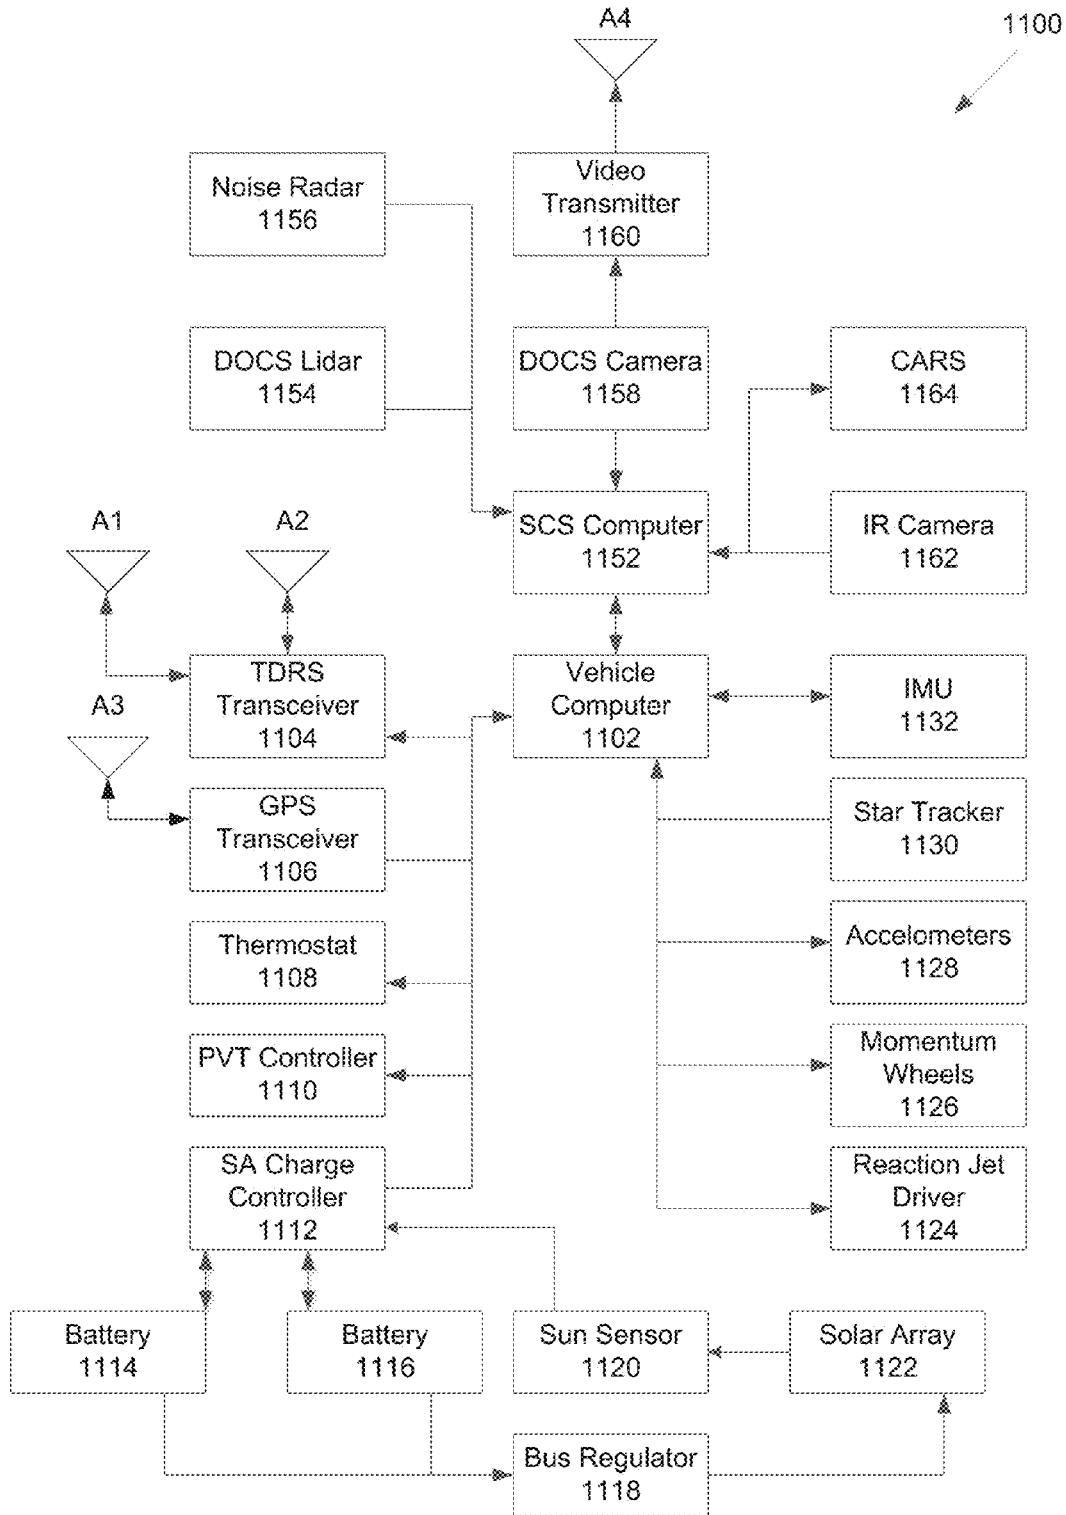 A4
1100
Noise Radar
1156
Video
Transmitter
1160
DOCS Lidar
1154
DOCS Camera
1158
CARS
1164
A1
A2
SCS Computer
1152
IR Camera
1162
TDRS
Transceiver
1104
Vehicle
Computer
1102
IMU
1132
A3
GPS
Transceiver
1106
Star Tracker
1130
Thermostat
1108
Accelometers
1128
PVT Controller
1110
Momentum
Wheels
1126
SA Charge
Controller
1112
Reaction Jet
Driver
1124
Battery
1114
Battery
1116
Sun Sensor
1120
Solar Array
1122
Bus Regulator
1118